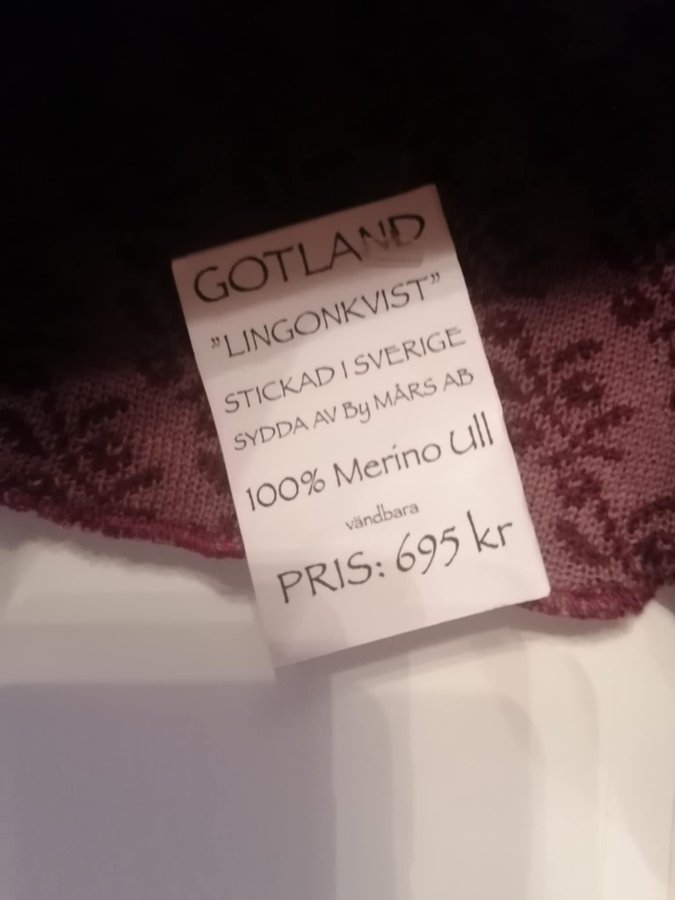 GOTLAND
”LINGONKVIST”
STICKAD I SVERIGE
SYDDA AV By MÅRS AB
100% Merino Ull
vändbara
PRIS: 695 kr